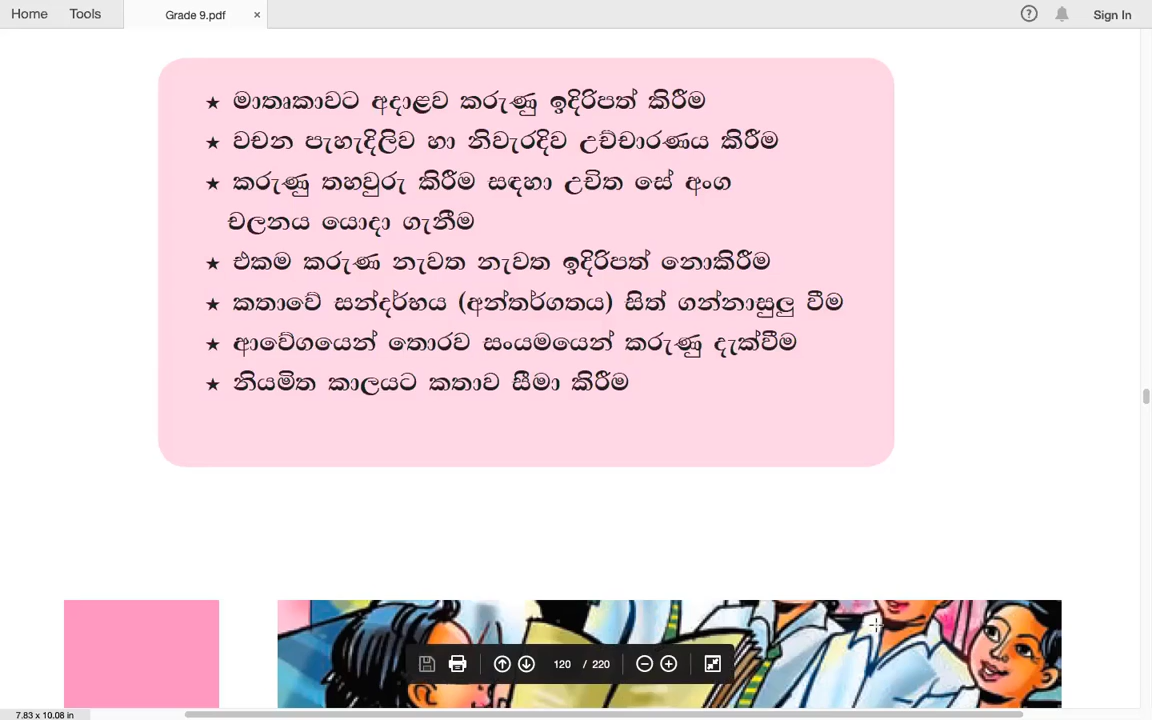 Home Tools Grade 9.pdf × Sign In
★ මාතෘකාවට අදාළව කරුණු ඉදිරිපත් කිරීම
★ වචන පැහැදිලිව හා නිවැරදිව උච්චාරණය කිරීම
★ කරුණු තහවුරු කිරීම සඳහා උචිත සේ අංග
චලනය යොදා ගැනීම
★ එකම කරුණ නැවත නැවත ඉදිරිපත් නොකිරීම
★ කතාවේ සන්දර්භය (අන්තර්ගතය) සිත් ගන්නාසුලු වීම
★ ආවේගයෙන් තොරව සංයමයෙන් කරුණු දැක්වීම
★ නියමිත කාලයට කතාව සීමා කිරීම
120 / 220
7.83 x 10.08 in